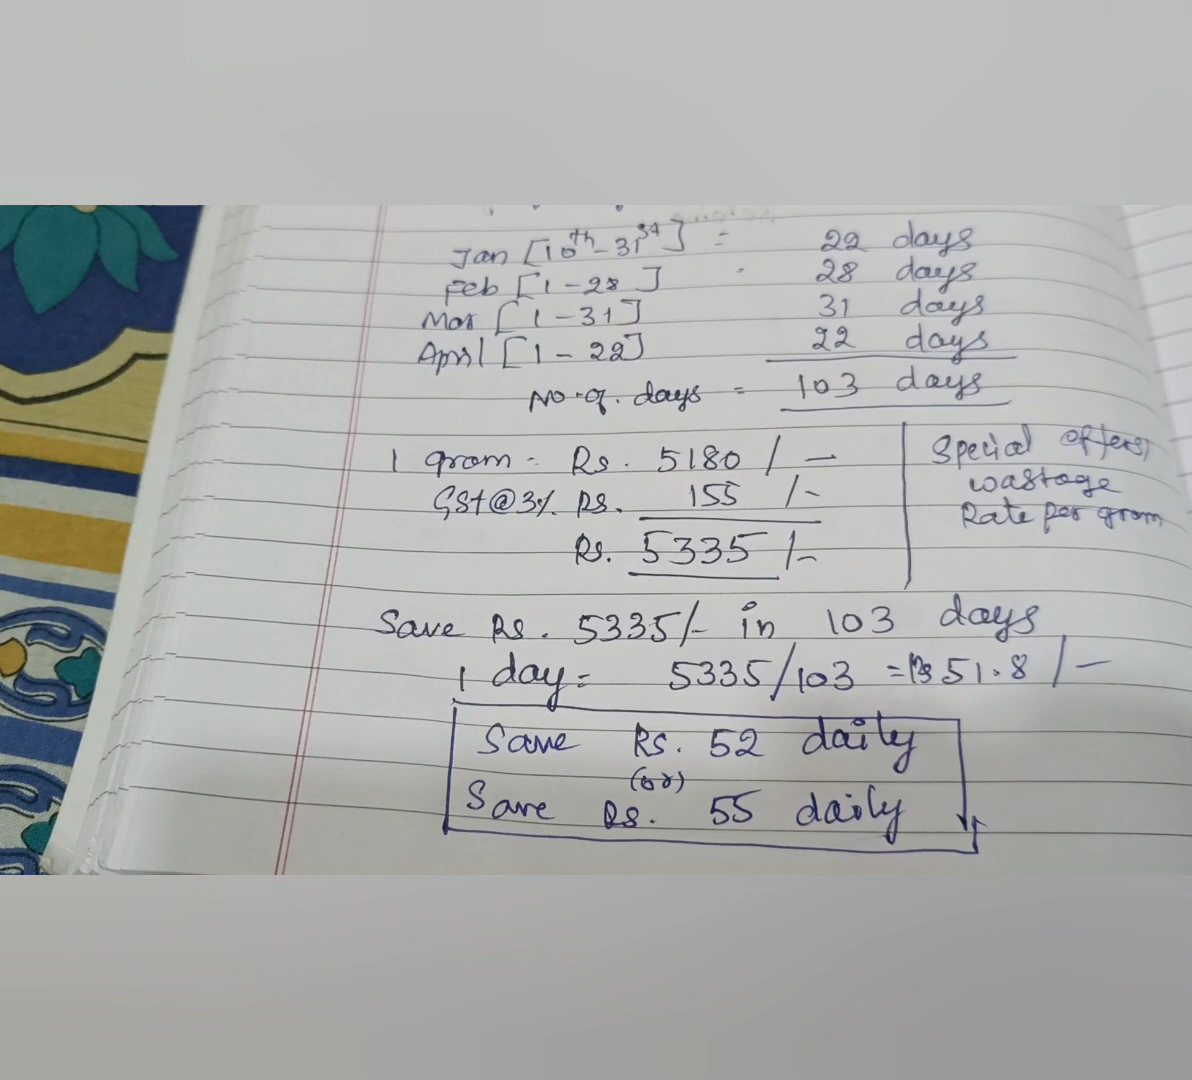 Jan [10th - 31st] = 22 days
Feb [1 - 28] - 28 days
Mar [1 - 31] 31 days
April [1 - 22] 22 days
No. of. days = 103 days
1 gram - Rs. 5180 /-
GSt@3%. Rs. 155 /-
Rs. 5335 /-
Special offers,
wastage
Rate per gram
Save Rs. 5335/- in 103 days
1 day = 5335/103 = Rs 51.8 /-
Save Rs. 52 daily
(or)
Save Rs. 55 daily